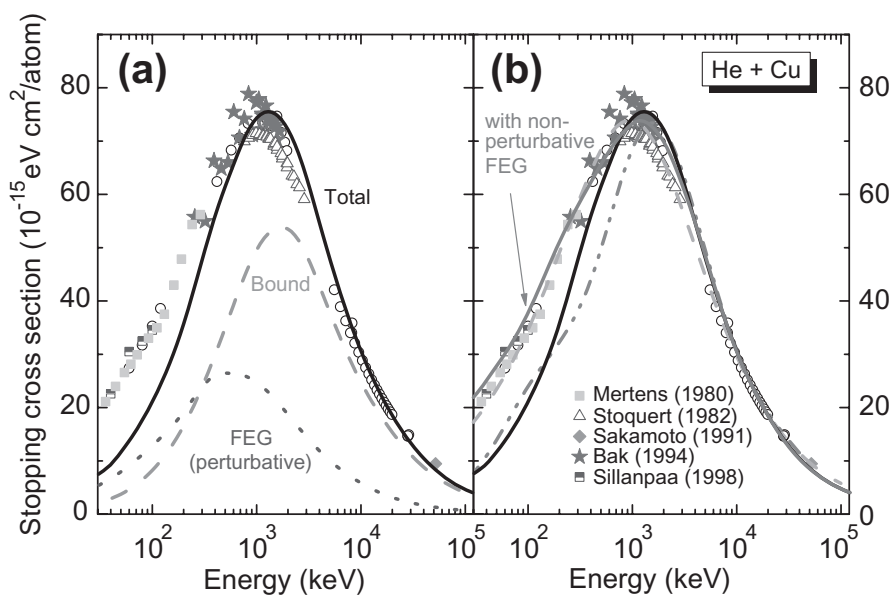 Stopping cross section (10⁻¹⁵ eV cm²/atom)
80
60
40
20
0
(a)
Total
Bound
FEG
(perturbative)
10² 10³ 10⁴ 10⁵
Energy (keV)
(b)
He + Cu
with non-
perturbative
FEG
Mertens (1980)
Stoquert (1982)
Sakamoto (1991)
Bak (1994)
Sillanpaa (1998)
10² 10³ 10⁴ 10⁵
Energy (keV)
80
60
40
20
0